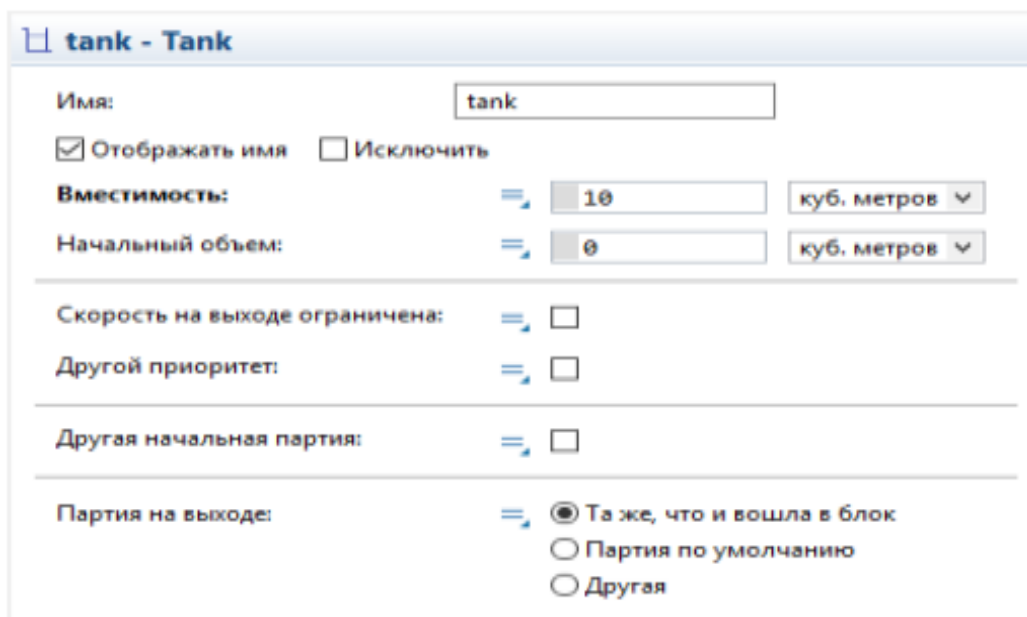 tank - Tank
Имя: tank
Отображать имя Исключить
Вместимость: 10 куб. метров
Начальный объем: 0 куб. метров
Скорость на выходе ограничена:
Другой приоритет:
Другая начальная партия:
Партия на выходе: Та же, что и вошла в блок
Партия по умолчанию
Другая